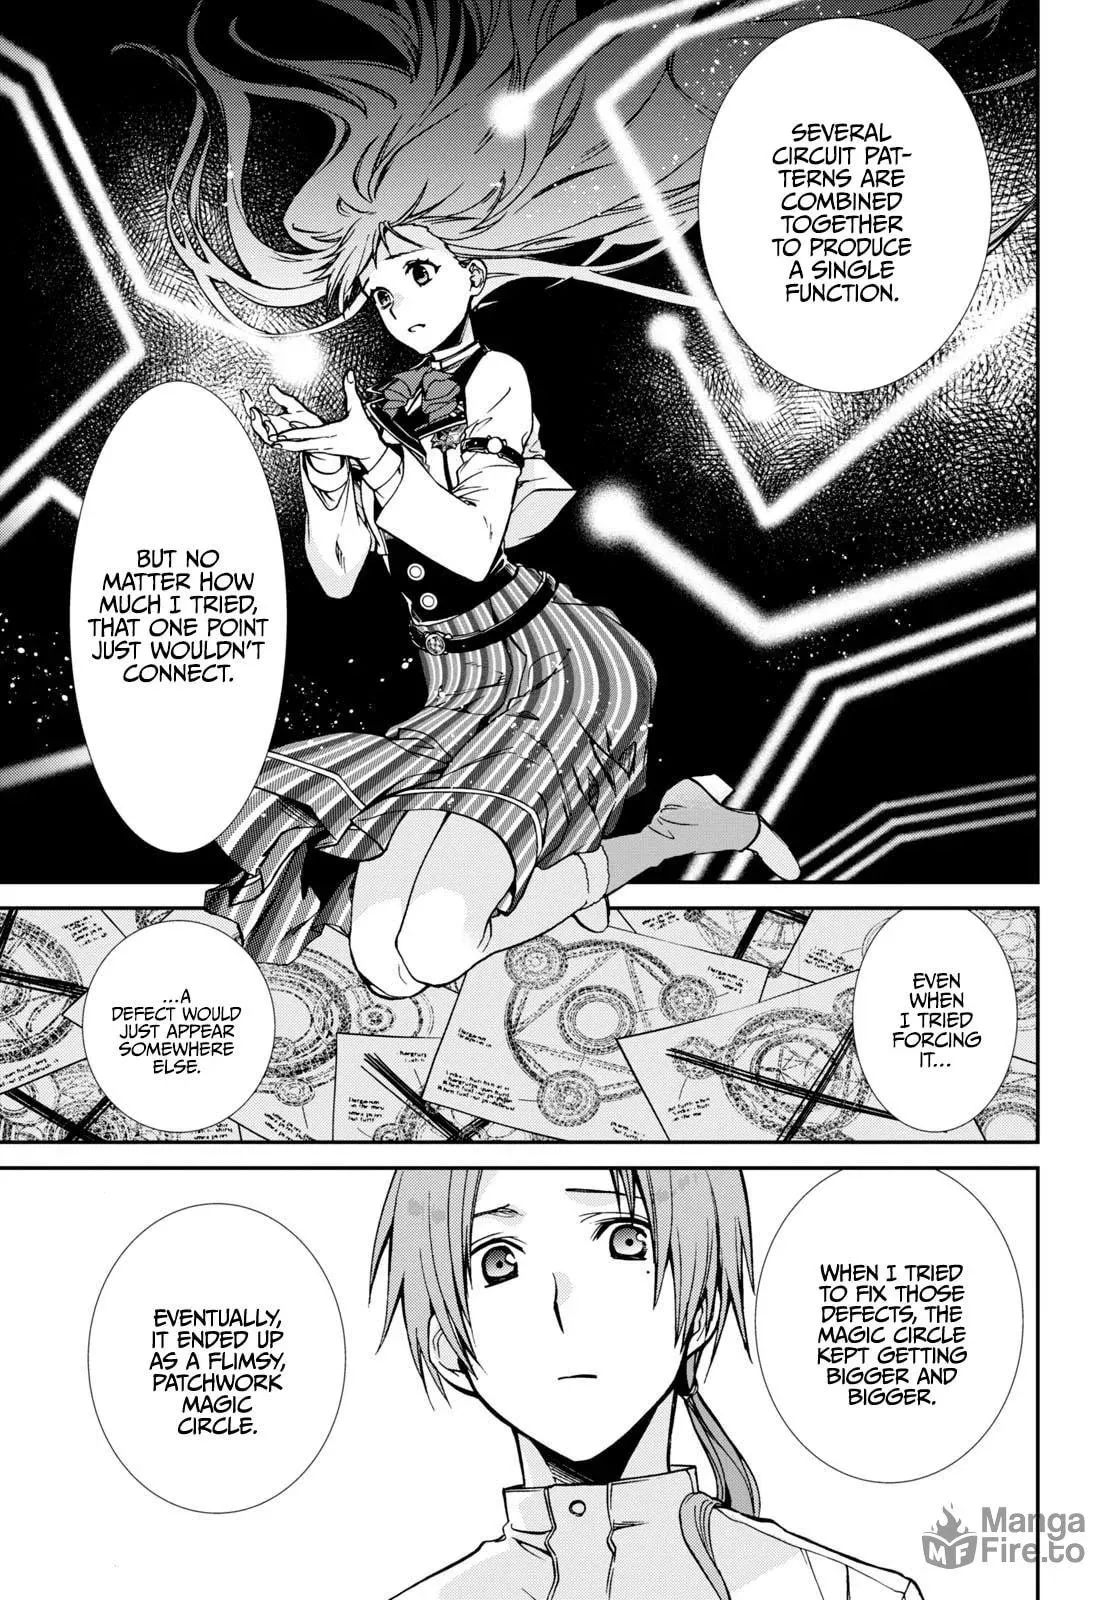 SEVERAL
CIRCUIT PAT-
TERNS ARE
COMBINED
TOGETHER
TO PRODUCE
A SINGLE
FUNCTION.
BUT NO
MATTER HOW
MUCH I TRIED,
THAT ONE POINT
JUST WOULDN'T
CONNECT.
EVEN
WHEN
I TRIED
FORCING
IT...
...A
DEFECT WOULD
JUST APPEAR
SOMEWHERE
ELSE.
WHEN I TRIED
TO FIX THOSE
DEFECTS, THE
MAGIC CIRCLE
KEPT GETTING
BIGGER AND
BIGGER.
EVENTUALLY,
IT ENDED UP
AS A FLIMSY,
PATCHWORK
MAGIC
CIRCLE.
MF Manga
Fire.to